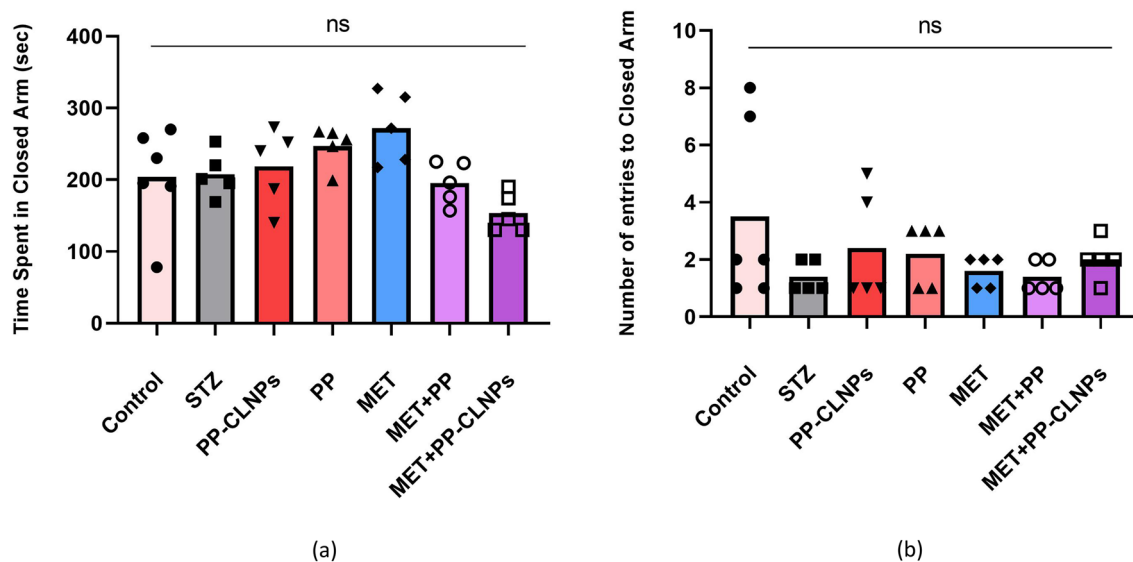 ns
Time Spent in Closed Arm (sec)
400
300
200
100
0
Control
STZ
PP-CLNPs
PP
MET
MET+PP
MET+PP-CLNPs
(a)
ns
Number of entries to Closed Arm
10
8
6
4
2
0
Control
STZ
PP-CLNPs
PP
MET
MET+PP
MET+PP-CLNPs
(b)